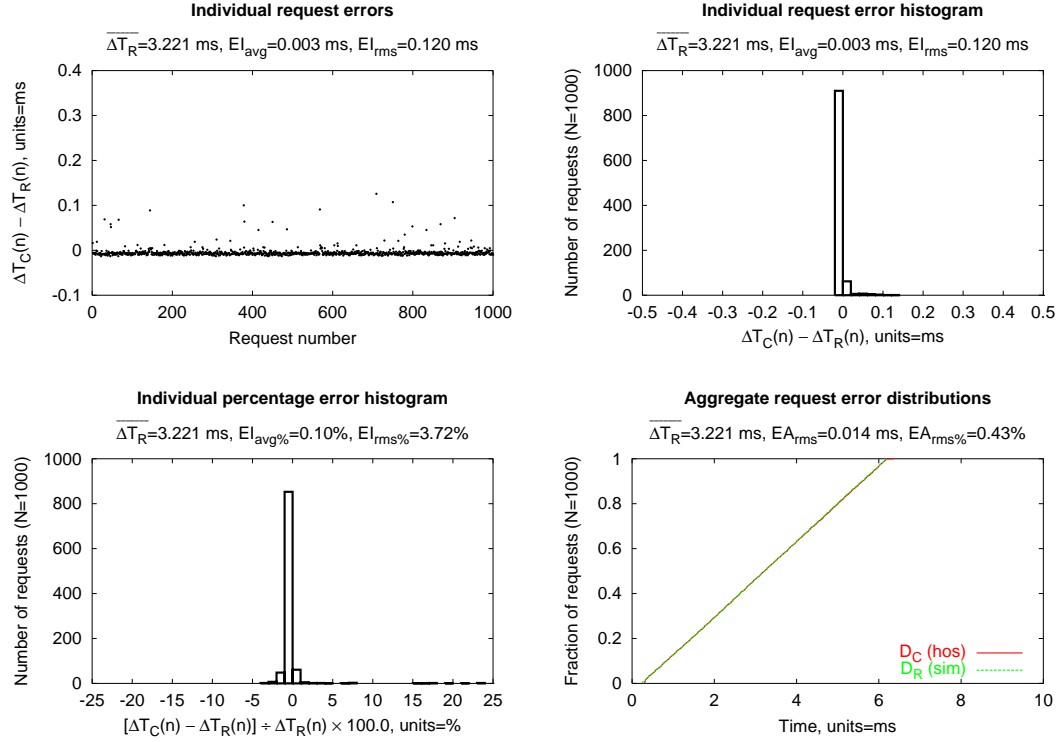 Individual request errors
ΔT_R=3.221 ms, EI_avg=0.003 ms, EI_rms=0.120 ms
0.4
0.3
0.2
0.1
0
-0.1
0 200 400 600 800 1000
ΔT_C(n) − ΔT_R(n), units=ms
Request number
Individual request error histogram
ΔT_R=3.221 ms, EI_avg=0.003 ms, EI_rms=0.120 ms
1000
800
600
400
200
0
-0.5 -0.4 -0.3 -0.2 -0.1 0 0.1 0.2 0.3 0.4 0.5
Number of requests (N=1000)
ΔT_C(n) − ΔT_R(n), units=ms
Individual percentage error histogram
ΔT_R=3.221 ms, EI_avg%=0.10%, EI_rms%=3.72%
1000
800
600
400
200
0
-25 -20 -15 -10 -5 0 5 10 15 20 25
Number of requests (N=1000)
[ΔT_C(n) − ΔT_R(n)] ÷ ΔT_R(n) × 100.0, units=%
Aggregate request error distributions
ΔT_R=3.221 ms, EA_rms=0.014 ms, EA_rms%=0.43%
1
0.8
0.6
0.4
0.2
0
0 2 4 6 8 10
Fraction of requests (N=1000)
Time, units=ms
D_C (hos)
D_R (sim)